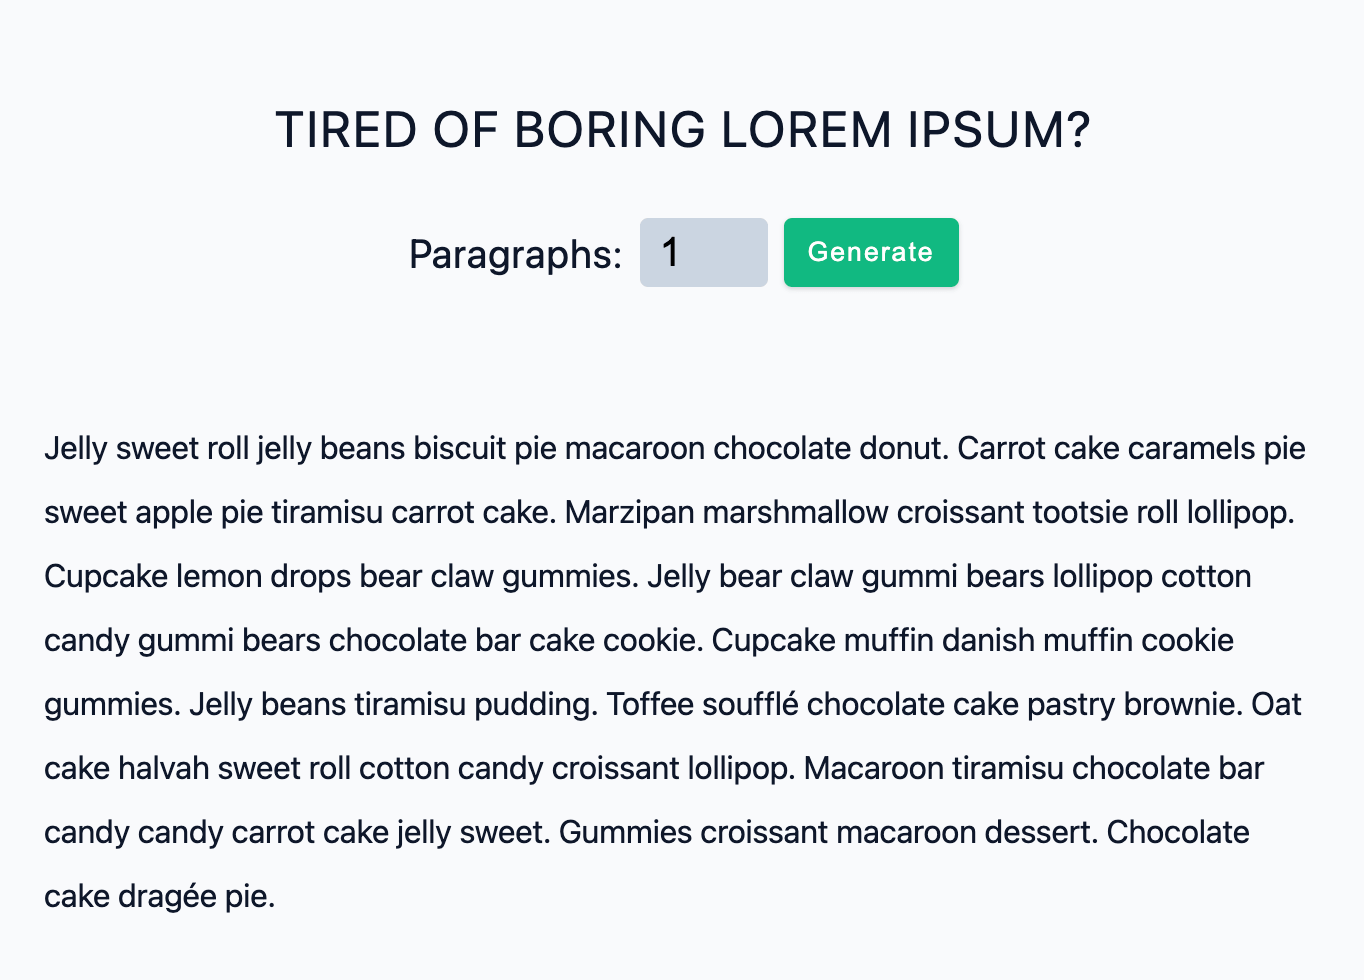 TIRED OF BORING LOREM IPSUM?
Paragraphs: 1 Generate
Jelly sweet roll jelly beans biscuit pie macaroon chocolate donut. Carrot cake caramels pie
sweet apple pie tiramisu carrot cake. Marzipan marshmallow croissant tootsie roll lollipop.
Cupcake lemon drops bear claw gummies. Jelly bear claw gummi bears lollipop cotton
candy gummi bears chocolate bar cake cookie. Cupcake muffin danish muffin cookie
gummies. Jelly beans tiramisu pudding. Toffee soufflé chocolate cake pastry brownie. Oat
cake halvah sweet roll cotton candy croissant lollipop. Macaroon tiramisu chocolate bar
candy candy carrot cake jelly sweet. Gummies croissant macaroon dessert. Chocolate
cake dragée pie.